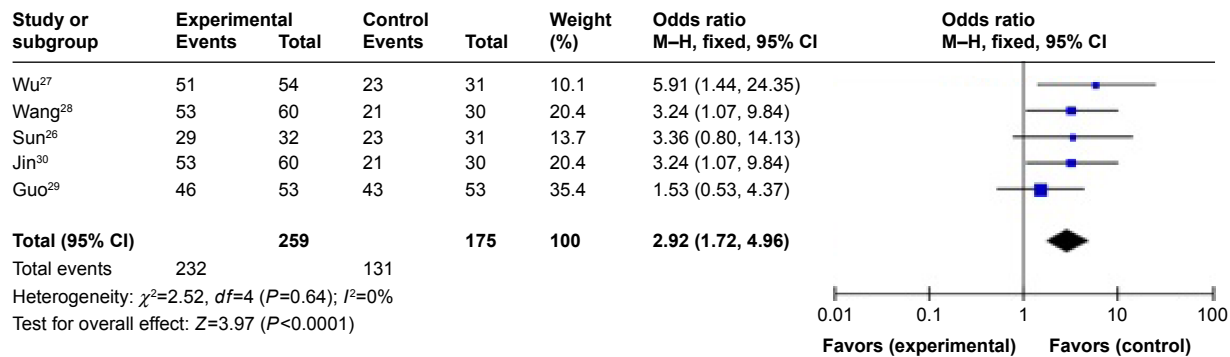 Study or subgroup Experimental Events Total Control Events Total Weight (%) Odds ratio M–H, fixed, 95% CI Odds ratio M–H, fixed, 95% CI
Wu27 51 54 23 31 10.1 5.91 (1.44, 24.35)
Wang28 53 60 21 30 20.4 3.24 (1.07, 9.84)
Sun26 29 32 23 31 13.7 3.36 (0.80, 14.13)
Jin30 53 60 21 30 20.4 3.24 (1.07, 9.84)
Guo29 46 53 43 53 35.4 1.53 (0.53, 4.37)
Total (95% CI) 259 175 100 2.92 (1.72, 4.96)
Total events 232 131
Heterogeneity: χ²=2.52, df=4 (P=0.64); I²=0%
Test for overall effect: Z=3.97 (P<0.0001)
0.01 0.1 1 10 100
Favors (experimental) Favors (control)